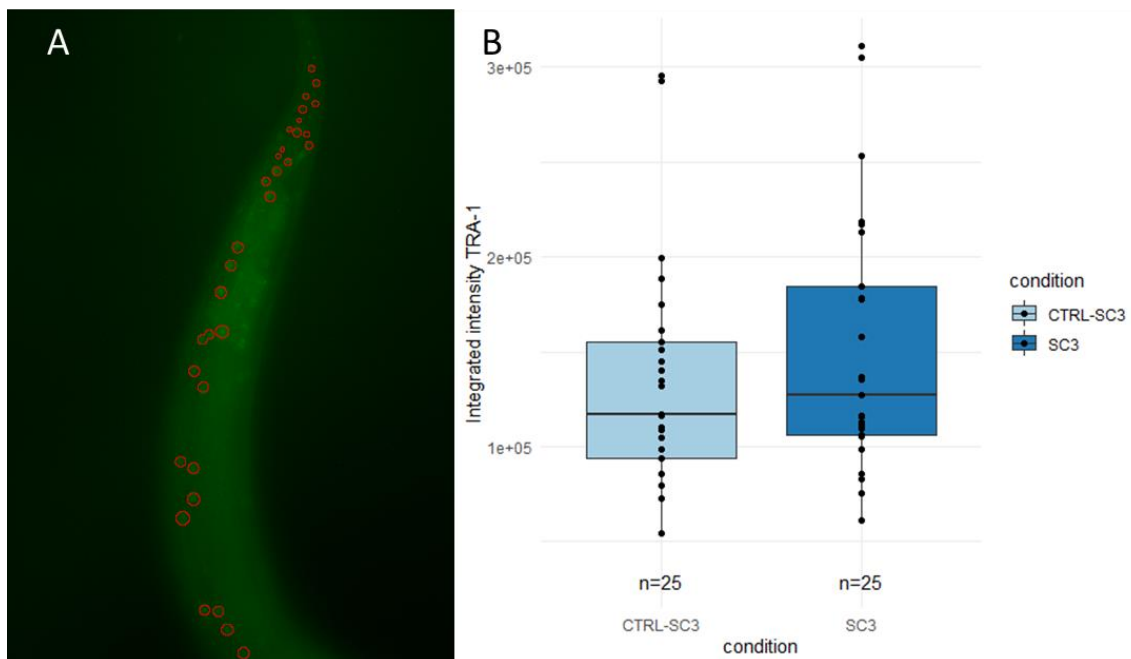 A
B
Integrated intensity TRA-1
3e+05
2e+05
1e+05
n=25
n=25
CTRL-SC3
SC3
condition
condition
CTRL-SC3
SC3